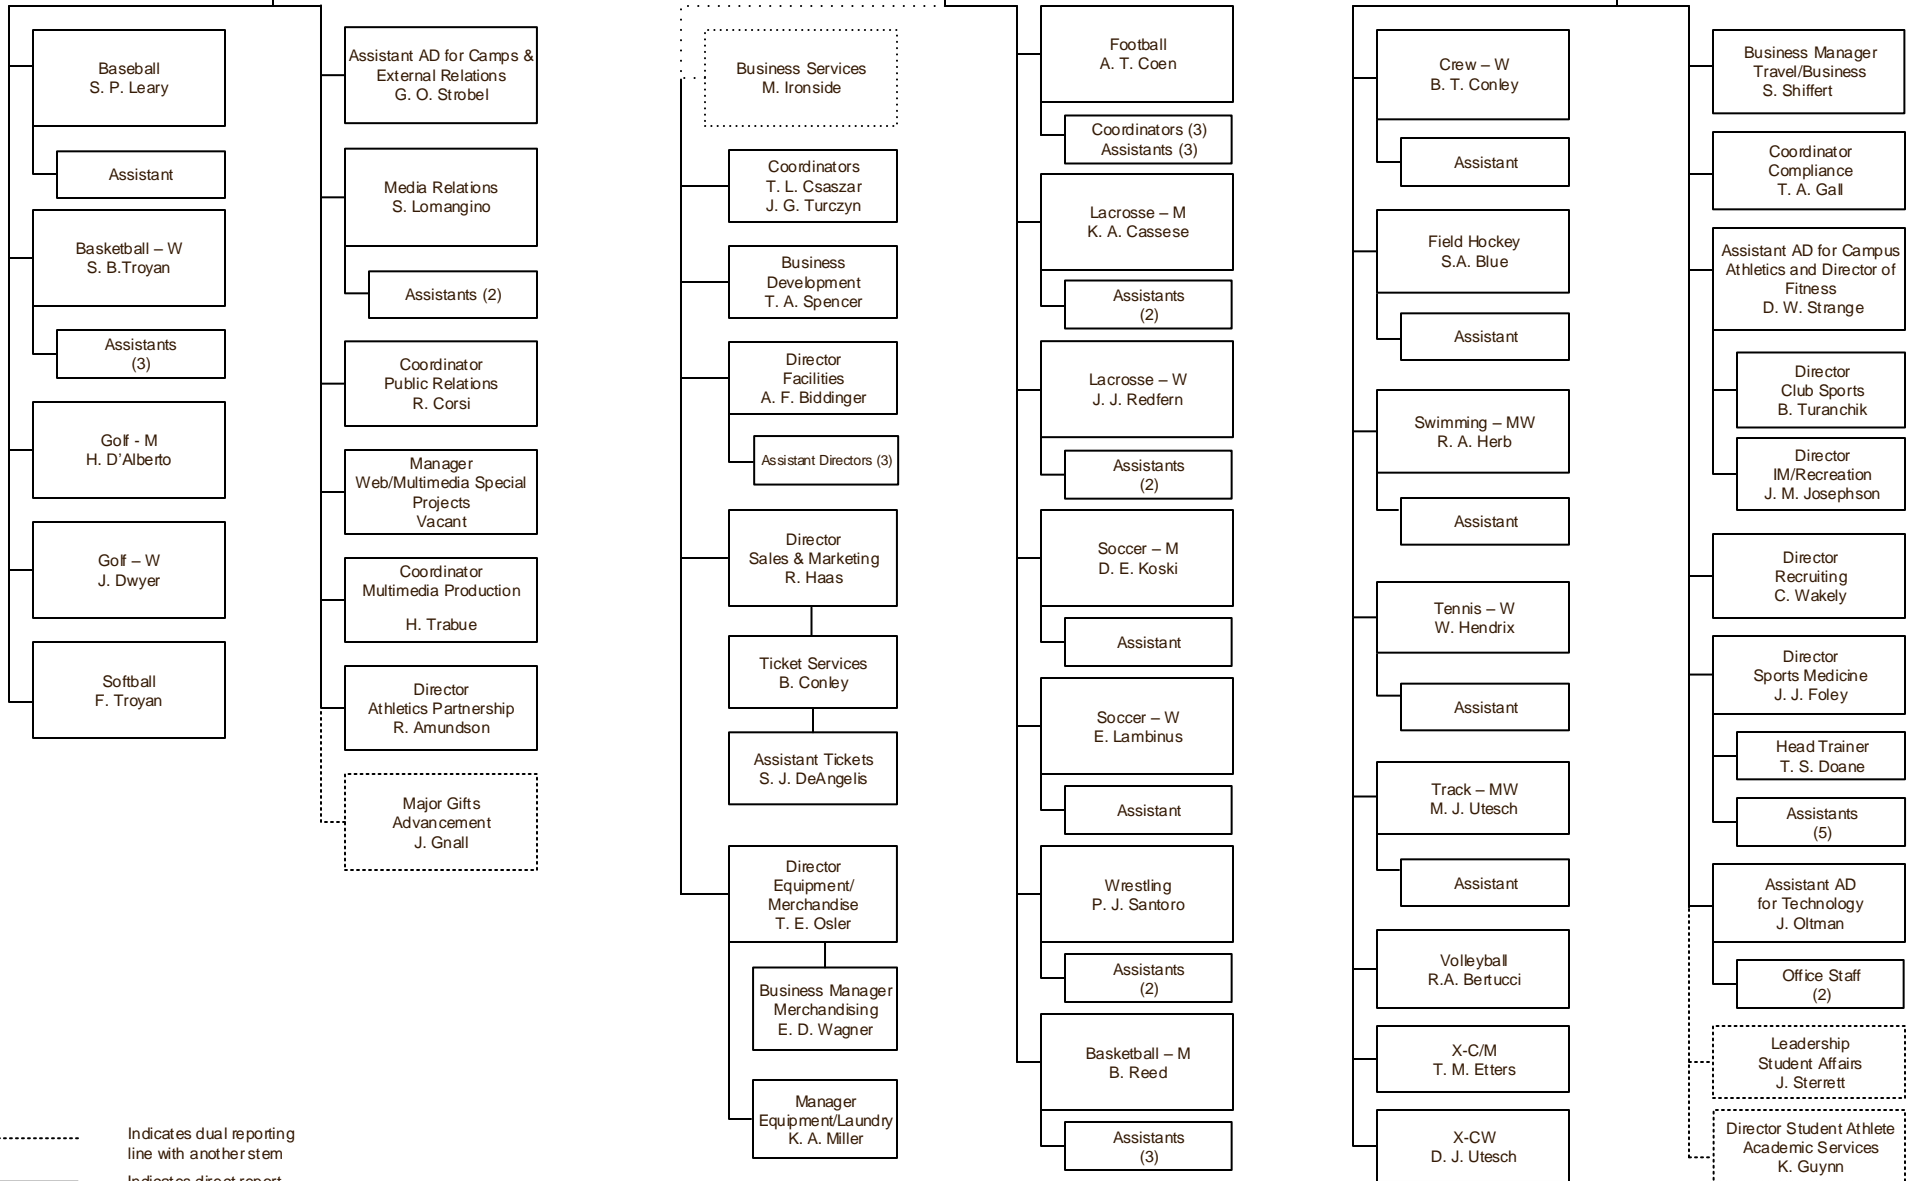 Baseball
S. P. Leary
Assistant
Basketball – W
S. B.Troyan
Assistants
(3)
Golf - M
H. D’Alberto
Golf – W
J. Dwyer
Softball
F. Troyan
Assistant AD for Camps &
External Relations
G. O. Strobel
Media Relations
S. Lomangino
Assistants (2)
Coordinator
Public Relations
R. Corsi
Manager
Web/Multimedia Special
Projects
Vacant
Coordinator
Multimedia Production
H. Trabue
Director
Athletics Partnership
R. Amundson
Major Gifts
Advancement
J. Gnall
Business Services
M. Ironside
Coordinators
T. L. Csaszar
J. G. Turczyn
Business
Development
T. A. Spencer
Director
Facilities
A. F. Biddinger
Assistant Directors (3)
Director
Sales & Marketing
R. Haas
Ticket Services
B. Conley
Assistant Tickets
S. J. DeAngelis
Director
Equipment/
Merchandise
T. E. Osler
Business Manager
Merchandising
E. D. Wagner
Manager
Equipment/Laundry
K. A. Miller
Football
A. T. Coen
Coordinators (3)
Assistants (3)
Lacrosse – M
K. A. Cassese
Assistants
(2)
Lacrosse – W
J. J. Redfern
Assistants
(2)
Soccer – M
D. E. Koski
Assistant
Soccer – W
E. Lambinus
Assistant
Wrestling
P. J. Santoro
Assistants
(2)
Basketball – M
B. Reed
Assistants
(3)
Crew – W
B. T. Conley
Assistant
Field Hockey
S.A. Blue
Assistant
Swimming – MW
R. A. Herb
Assistant
Tennis – W
W. Hendrix
Assistant
Track – MW
M. J. Utesch
Assistant
Volleyball
R.A. Bertucci
X-C/M
T. M. Etters
X-CW
D. J. Utesch
Business Manager
Travel/Business
S. Shiffert
Coordinator
Compliance
T. A. Gall
Assistant AD for Campus
Athletics and Director of
Fitness
D. W. Strange
Director
Club Sports
B. Turanchik
Director
IM/Recreation
J. M. Josephson
Director
Recruiting
C. Wakely
Director
Sports Medicine
J. J. Foley
Head Trainer
T. S. Doane
Assistants
(5)
Assistant AD
for Technology
J. Oltman
Office Staff
(2)
Leadership
Student Affairs
J. Sterrett
Director Student Athlete
Academic Services
K. Guynn
Indicates dual reporting
line with another stem
Indicates direct report